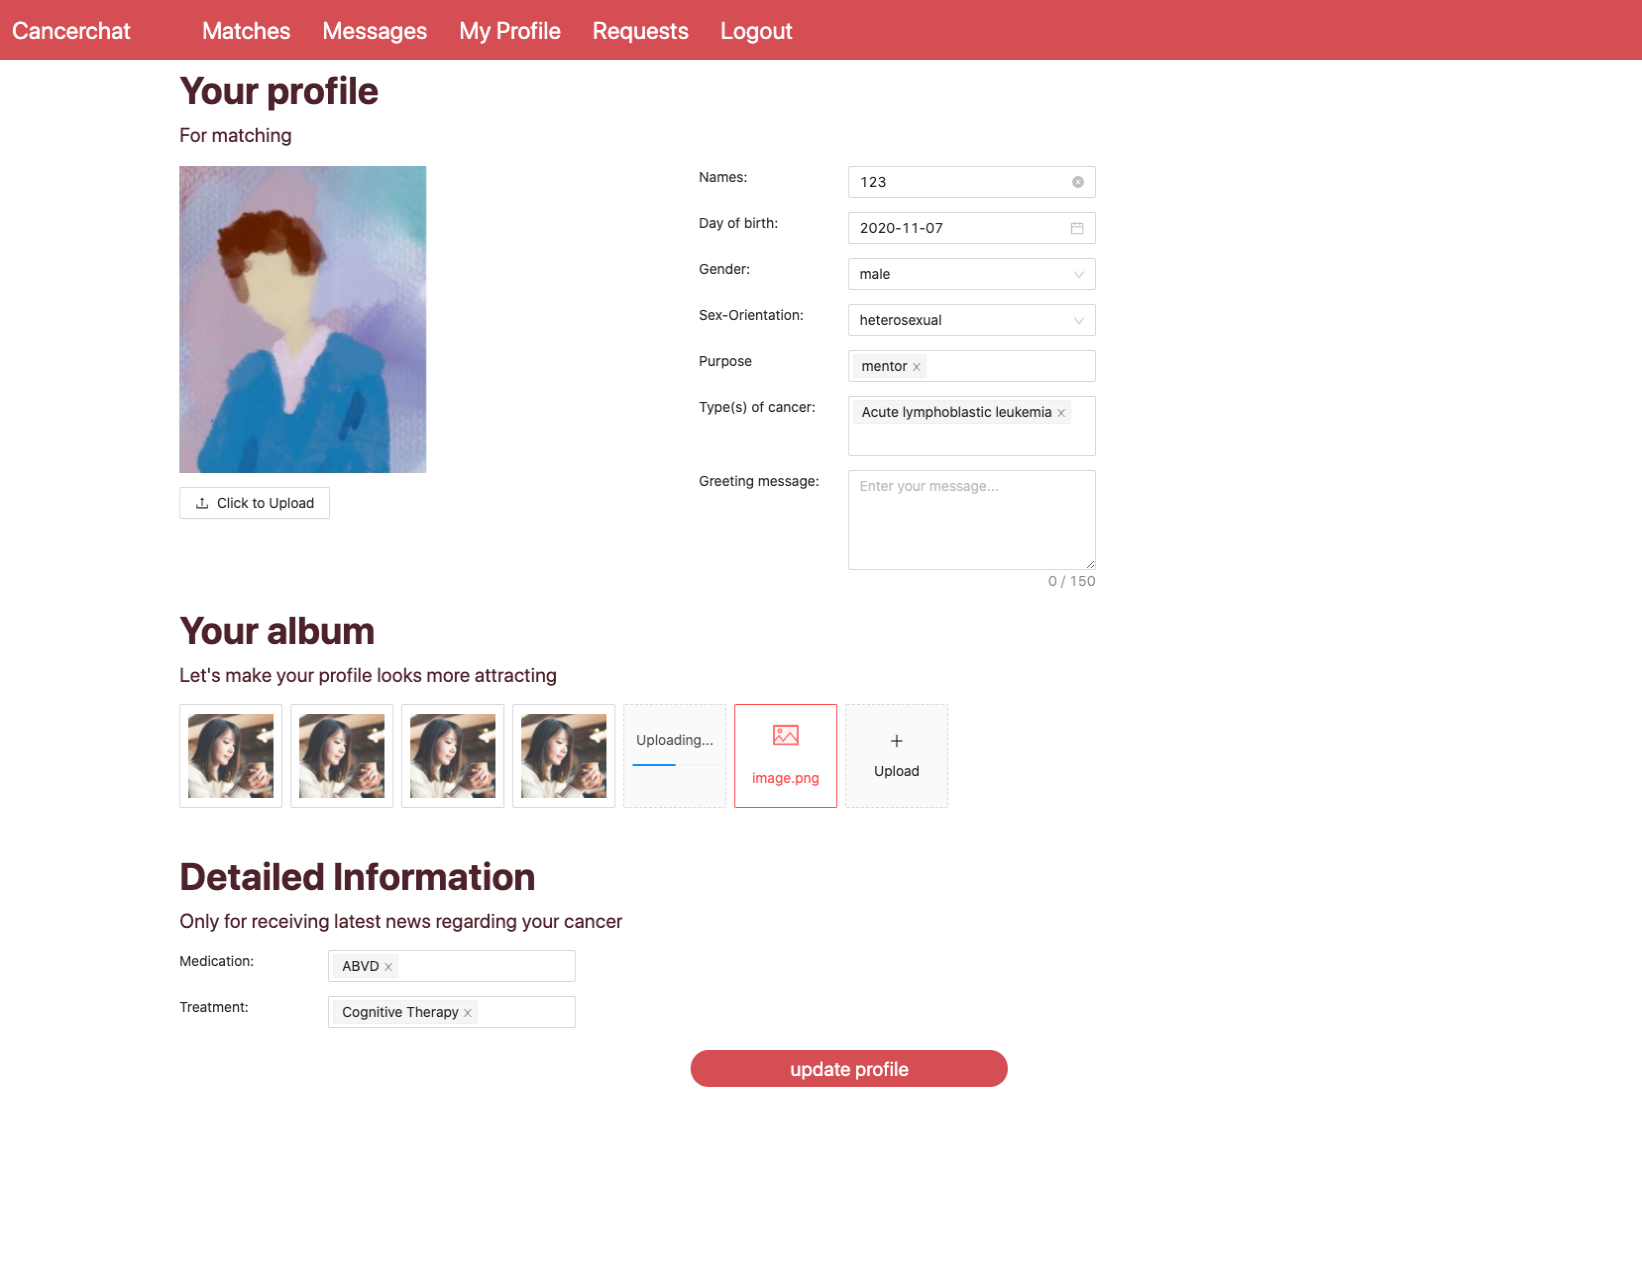 Cancerchat Matches Messages My Profile Requests Logout
Your profile
For matching
Names: 123
Day of birth: 2020-11-07
Gender: male
Sex-Orientation: heterosexual
Purpose mentor
Type(s) of cancer: Acute lymphoblastic leukemia
Greeting message: Enter your message...
Click to Upload
0 / 150
Your album
Let's make your profile looks more attracting
Uploading...
image.png
Upload
Detailed Information
Only for receiving latest news regarding your cancer
Medication: ABVD
Treatment: Cognitive Therapy
update profile